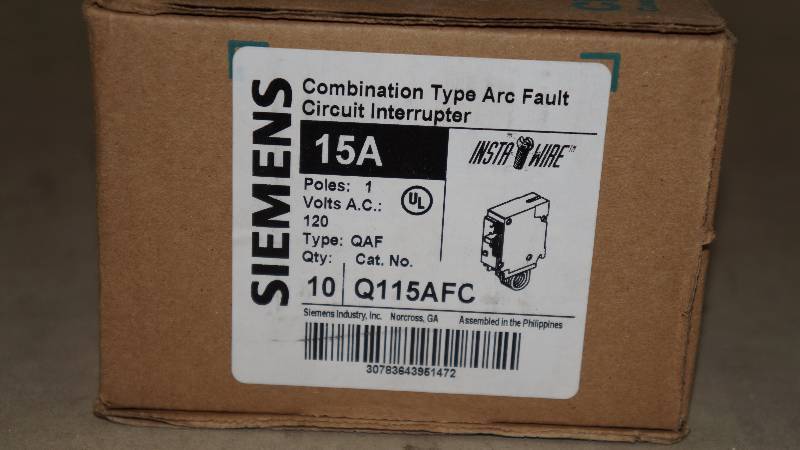 SIEMENS
Combination Type Arc Fault
Circuit Interrupter
15A
INSTA WIRE™
Poles: 1
Volts A.C.:
120
UL
Type: QAF
Qty: Cat. No.
10 Q115AFC
Siemens Industry, Inc. Norcross, GA Assembled in the Philippines
30783643951472